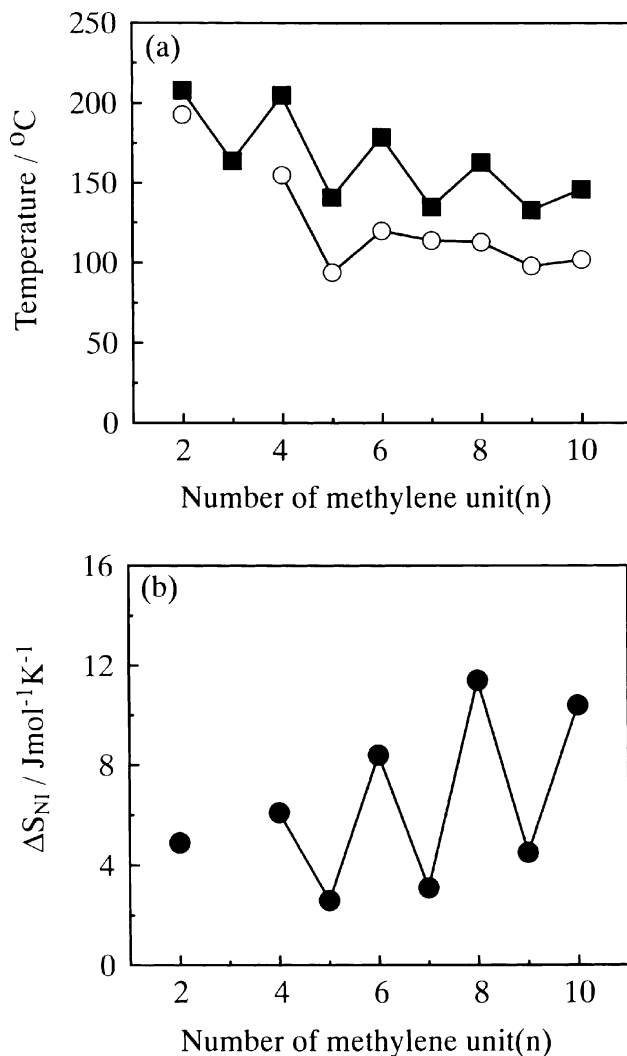 (a)
250
200
150
100
50
0
Temperature / ⁰C
2 4 6 8 10
Number of methylene unit(n)
(b)
16
12
8
4
0
ΔS_NI / Jmol⁻¹K⁻¹
2 4 6 8 10
Number of methylene unit(n)